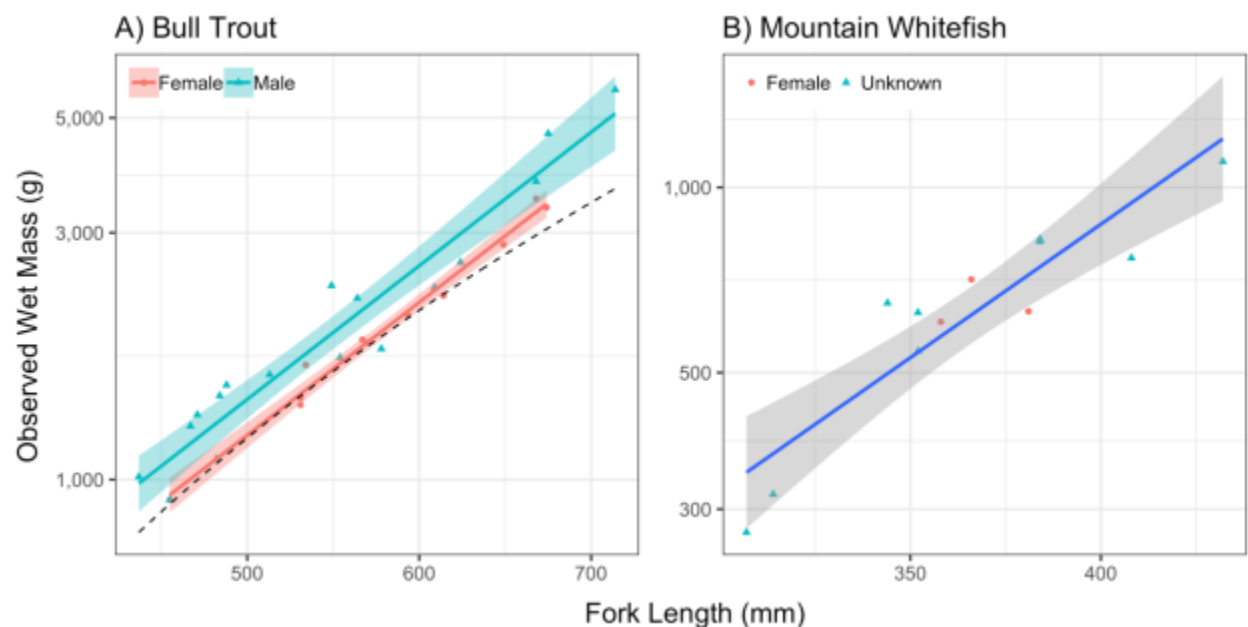 A) Bull Trout
B) Mountain Whitefish
Female Male
Female Unknown
5,000
3,000
1,000
1,000
500
300
500 600 700
350 400
Observed Wet Mass (g)
Fork Length (mm)